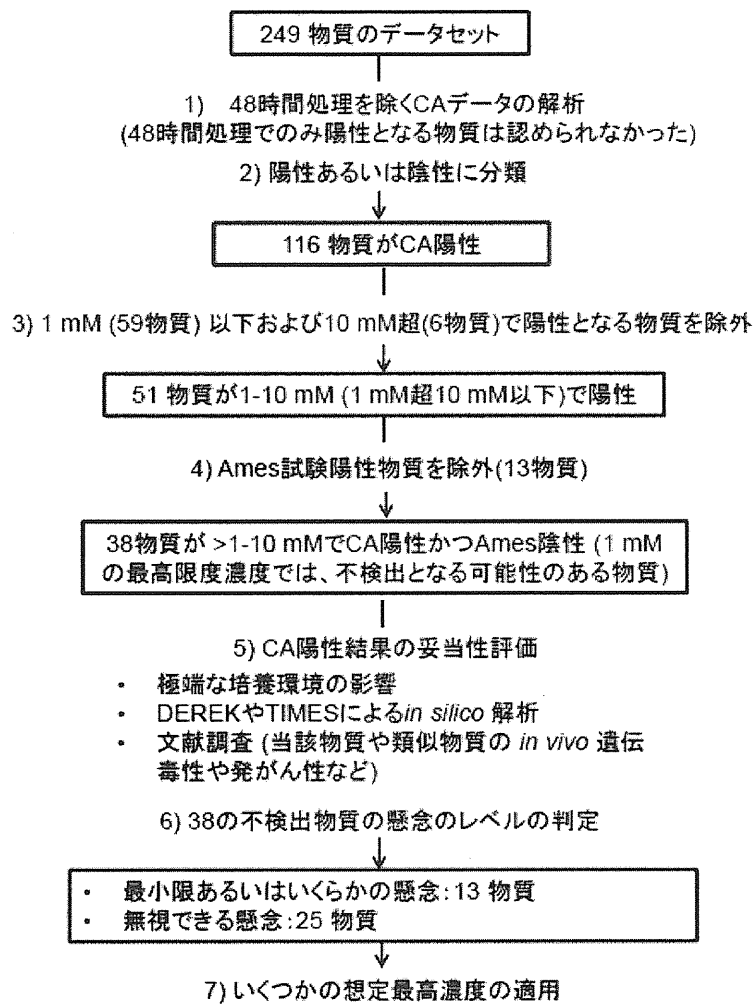 249 物質のデータセット
1) 48時間処理を除くCAデータの解析
(48時間処理でのみ陽性となる物質は認められなかった)
2) 陽性あるいは陰性に分類
116 物質がCA陽性
3) 1 mM (59物質) 以下および10 mM超(6物質)で陽性となる物質を除外
51 物質が1-10 mM (1 mM超10 mM以下)で陽性
4) Ames試験陽性物質を除外(13物質)
38物質が >1-10 mMでCA陽性かつAmes陰性 (1 mM
の最高限度濃度では、不検出となる可能性のある物質)
5) CA陽性結果の妥当性評価
・ 極端な培養環境の影響
・ DEREKやTIMESによるin silico 解析
・ 文献調査 (当該物質や類似物質の in vivo 遺伝
毒性や発がん性など)
6) 38の不検出物質の懸念のレベルの判定
・ 最小限あるいはいくらかの懸念:13 物質
・ 無視できる懸念:25 物質
7) いくつかの想定最高濃度の適用